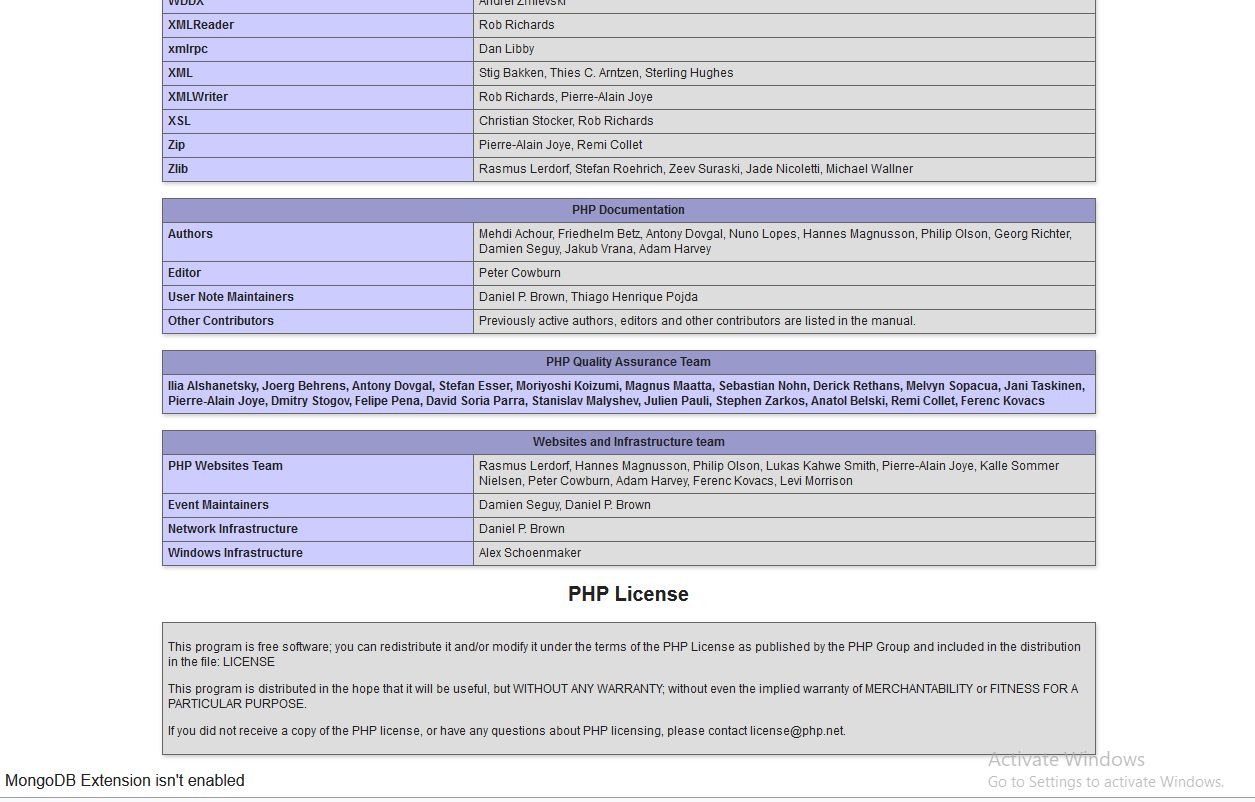 WDDX Andrei Zmievski
XMLReader Rob Richards
xmlrpc Dan Libby
XML Stig Bakken, Thies C. Arntzen, Sterling Hughes
XMLWriter Rob Richards, Pierre-Alain Joye
XSL Christian Stocker, Rob Richards
Zip Pierre-Alain Joye, Remi Collet
Zlib Rasmus Lerdorf, Stefan Roehrich, Zeev Suraski, Jade Nicoletti, Michael Wallner
PHP Documentation
Authors Mehdi Achour, Friedhelm Betz, Antony Dovgal, Nuno Lopes, Hannes Magnusson, Philip Olson, Georg Richter,
Damien Seguy, Jakub Vrana, Adam Harvey
Editor Peter Cowburn
User Note Maintainers Daniel P. Brown, Thiago Henrique Pojda
Other Contributors Previously active authors, editors and other contributors are listed in the manual.
PHP Quality Assurance Team
Ilia Alshanetsky, Joerg Behrens, Antony Dovgal, Stefan Esser, Moriyoshi Koizumi, Magnus Maatta, Sebastian Nohn, Derick Rethans, Melvyn Sopacua, Jani Taskinen,
Pierre-Alain Joye, Dmitry Stogov, Felipe Pena, David Soria Parra, Stanislav Malyshev, Julien Pauli, Stephen Zarkos, Anatol Belski, Remi Collet, Ferenc Kovacs
Websites and Infrastructure team
PHP Websites Team Rasmus Lerdorf, Hannes Magnusson, Philip Olson, Lukas Kahwe Smith, Pierre-Alain Joye, Kalle Sommer
Nielsen, Peter Cowburn, Adam Harvey, Ferenc Kovacs, Levi Morrison
Event Maintainers Damien Seguy, Daniel P. Brown
Network Infrastructure Daniel P. Brown
Windows Infrastructure Alex Schoenmaker
PHP License
This program is free software; you can redistribute it and/or modify it under the terms of the PHP License as published by the PHP Group and included in the distribution
in the file: LICENSE
This program is distributed in the hope that it will be useful, but WITHOUT ANY WARRANTY; without even the implied warranty of MERCHANTABILITY or FITNESS FOR A
PARTICULAR PURPOSE.
If you did not receive a copy of the PHP license, or have any questions about PHP licensing, please contact license@php.net.
Activate Windows
MongoDB Extension isn't enabled
Go to Settings to activate Windows.